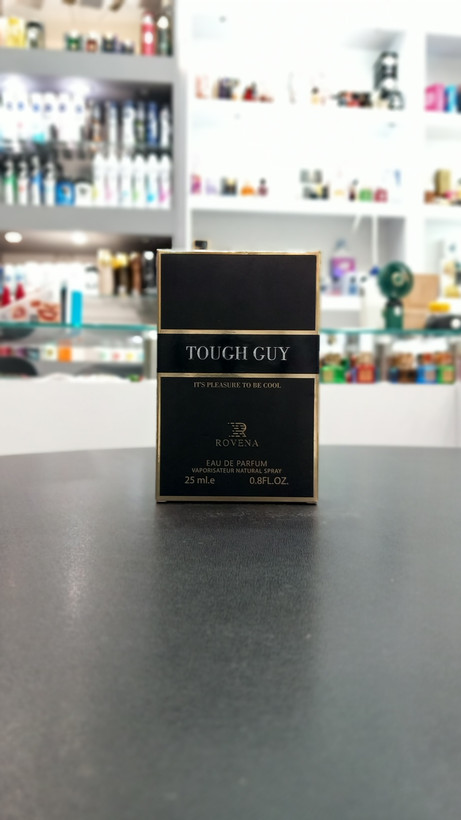 TOUGH GUY
IT'S PLEASURE TO BE COOL
ROVENA
EAU DE PARFUM
VAPORISATEUR NATURAL SPRAY
25 ml.e 0.8FL.OZ.